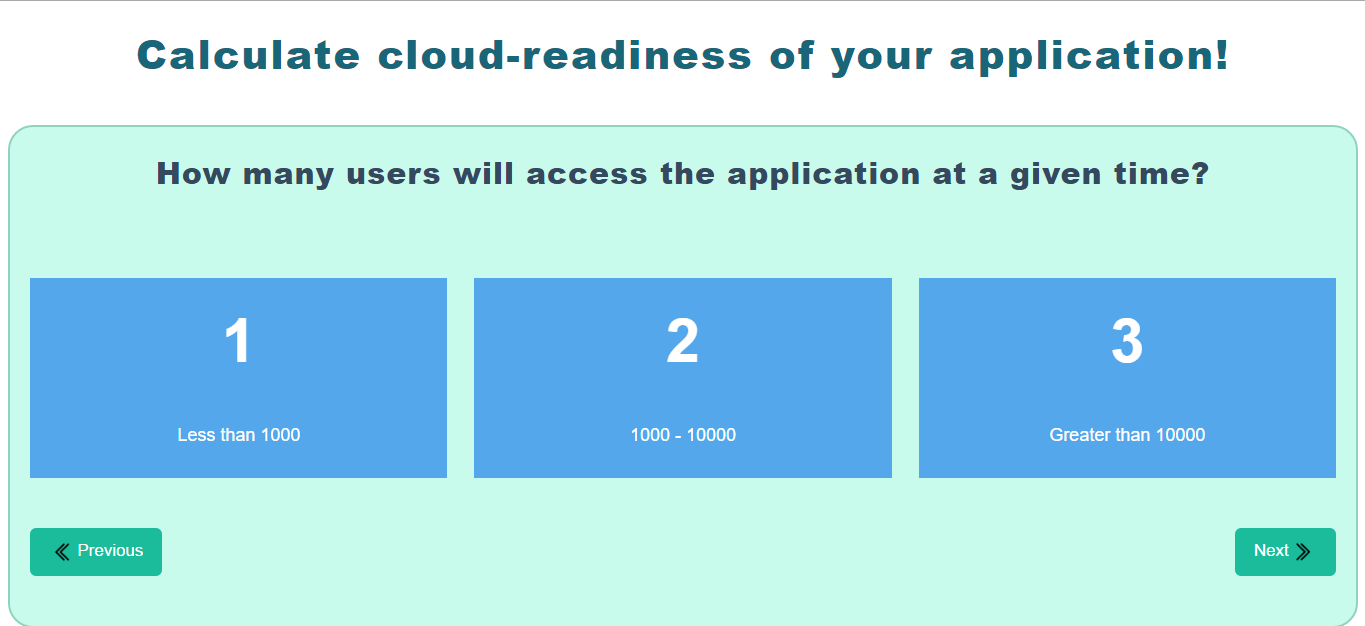 Calculate cloud-readiness of your application!
How many users will access the application at a given time?
1
Less than 1000
2
1000 - 10000
3
Greater than 10000
Previous
Next